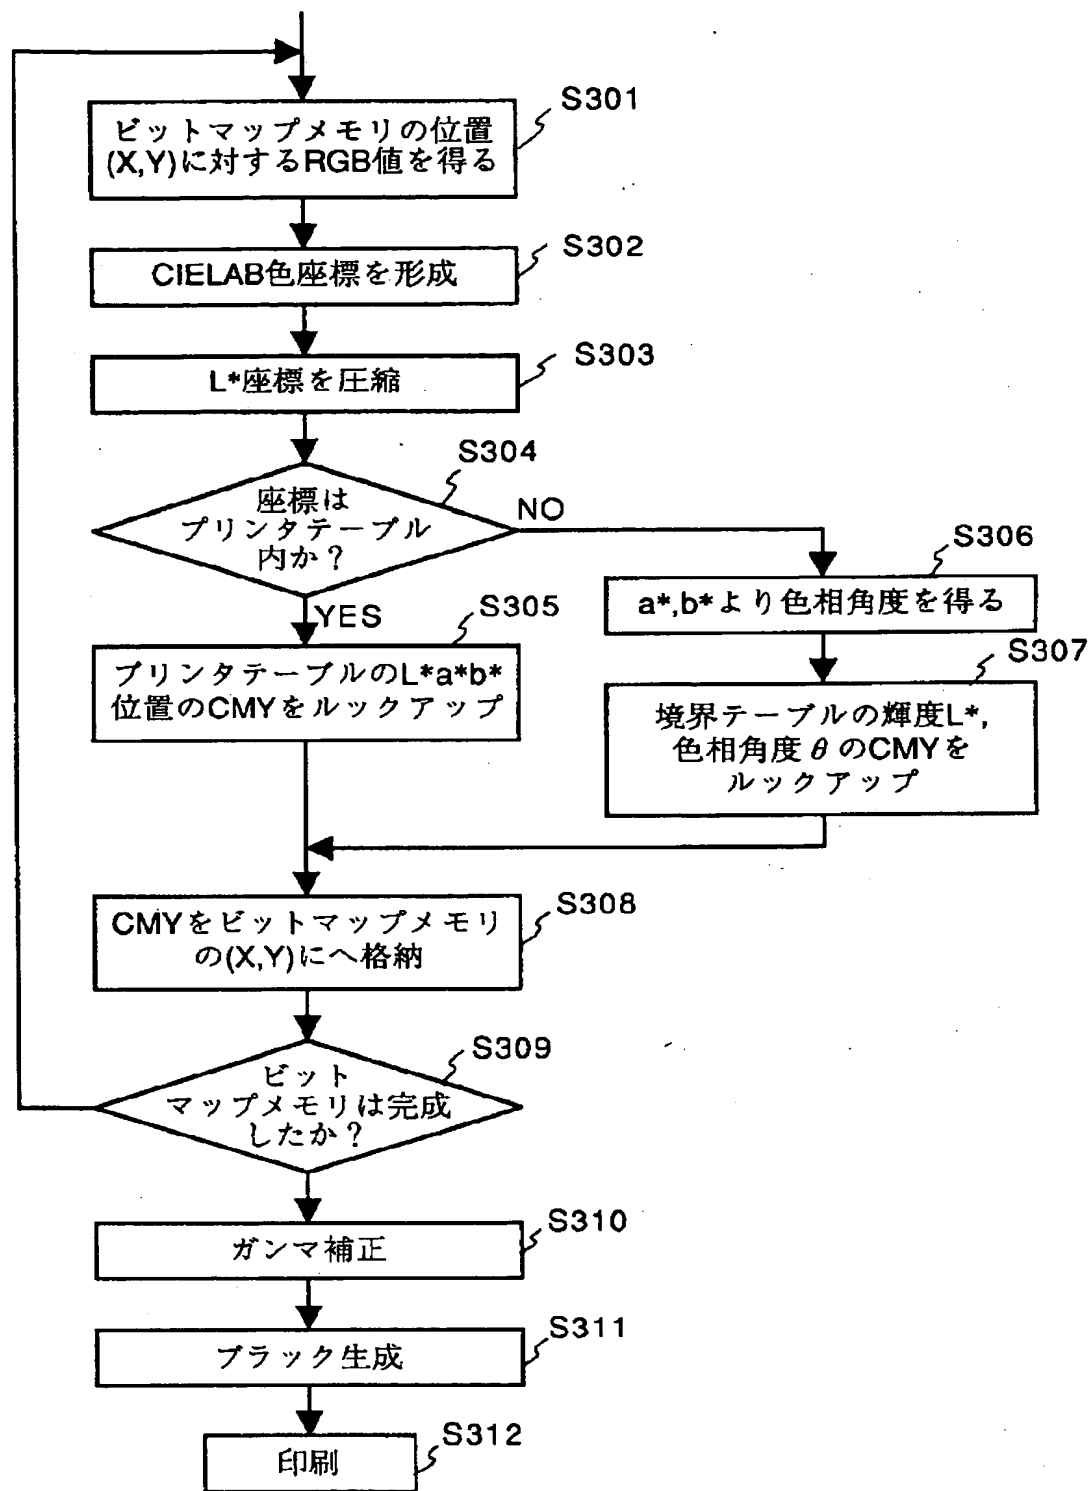 S301
ビットマップメモリの位置
(X,Y)に対するRGB値を得る
S302
CIELAB色座標を形成
S303
L*座標を圧縮
S304
座標は
プリンタテーブル
内か？
NO
YES
S305
プリンタテーブルのL*a*b*
位置のCMYをルックアップ
S306
a*,b*より色相角度を得る
S307
境界テーブルの輝度L*,
色相角度θのCMYを
ルックアップ
S308
CMYをビットマップメモリ
の(X,Y)にへ格納
S309
ビット
マップメモリは完成
したか？
S310
ガンマ補正
S311
ブラック生成
S312
印刷